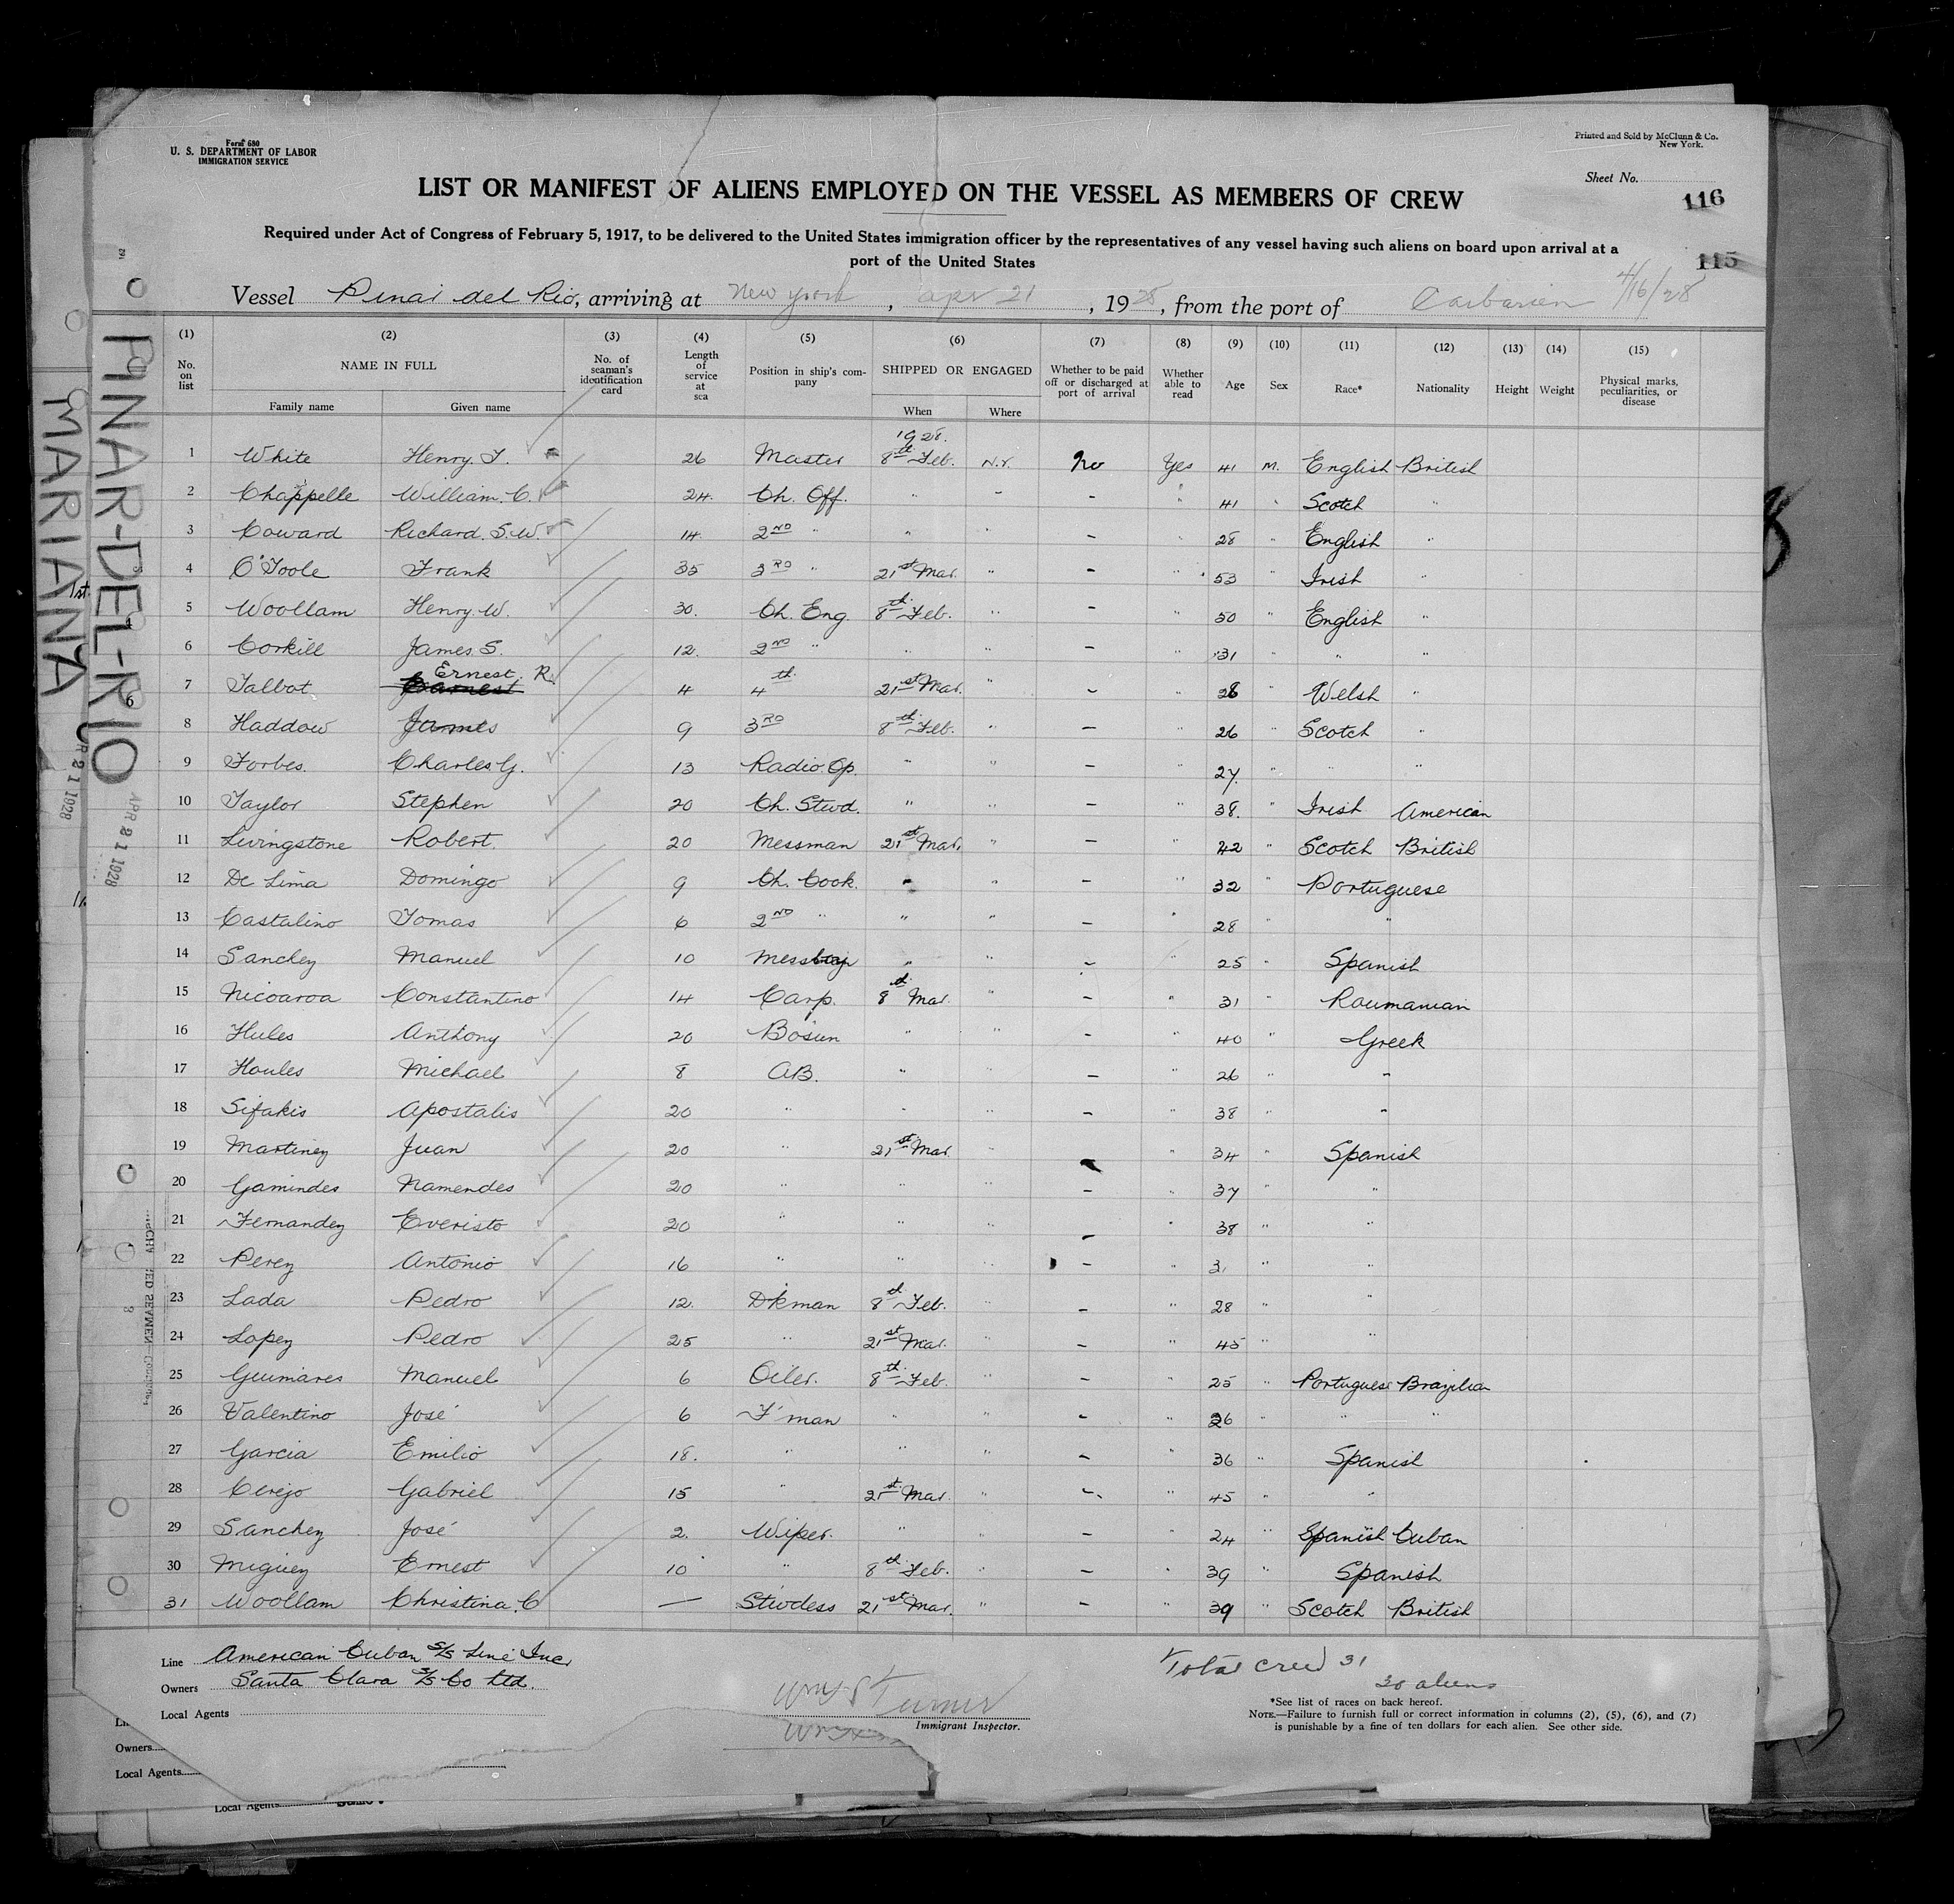 Form 680
U. S. DEPARTMENT OF LABOR
IMMIGRATION SERVICE
Printed and Sold by McClunn & Co.
New York.
Sheet No.
LIST OR MANIFEST OF ALIENS EMPLOYED ON THE VESSEL AS MEMBERS OF CREW
116
Required under Act of Congress of February 5, 1917, to be delivered to the United States immigration officer by the representatives of any vessel having such aliens on board upon arrival at a
port of the United States
115
Vessel Pinar del Rio, arriving at New York, Apr 21, 1928, from the port of Caibarien 4/16/28
(1) (2) (3) (4) (5) (6) (7) (8) (9) (10) (11) (12) (13) (14) (15)
No. on list NAME IN FULL Family name Given name No. of seaman's identification card Length of service at sea Position in ship's company SHIPPED OR ENGAGED When Where Whether to be paid off or discharged at port of arrival Whether able to read Age Sex Race* Nationality Height Weight Physical marks, peculiarities, or disease
1928.
1 White Henry. T. 26 Master 8th Feb. N.Y. No Yes 41 M. English British
2 Chappelle William. C. 24. Ch. Off. " " - " 41 " Scotch "
3 Coward Richard. S.W. 14. 2ND " " " - " 28 " English "
4 O'Toole Frank 35 3RD " 21st Mar. " - " 53 " Irish "
5 Woollam Henry. W. 30. Ch. Eng. 8th Feb. " - " 50 " English "
6 Corkill James. S. 12. 2ND " " " - " 31 " " "
7 Talbot Ernest. R. 4 4th 21st Mar. " - " 28 " Welsh "
8 Haddow James 9 3RD 8th Feb. " - " 26 " Scotch "
9 Forbes. Charles. G. 13 Radio Op. " " - " 27. " " "
10 Taylor Stephen 20 Ch. Stwd. " " - " 38. " Irish American
11 Livingstone Robert. 20 Messman 21st Mar. " - " 42 " Scotch British
12 De Lima Domingo 9 Ch. Cook. " " - " 32 " Portuguese
13 Castalino Tomas 6 2ND " " " - " 28 " "
14 Sanchez Manuel 10 Messboy " " - " 25 " Spanish
15 Nicoaroa Constantino 14 Carp. 8th Mar. " - " 31 " Roumanian
16 Hules Anthony 20 Bosun " " - " 40 " Greek
17 Houles Michael 8 AB. " " - " 26 " "
18 Sifakis Apostalis 20 " " " - " 38 " "
19 Martinez Juan 20 " 21st Mar. " - " 34 " Spanish
20 Gamindes Namendes 20 " " " - " 37 " "
21 Fernandez Everisto 20 " " " - " 38 " "
22 Perez Antonio 16 " " " - " 31 " "
23 Lada Pedro 12. Dkman 8th Feb. " - " 28 " "
24 Lopez Pedro 25 " 21st Mar. " - " 45 " "
25 Guimares Manuel 6 Oiler. 8th Feb. " - " 25 " Portuguese Brazilian
26 Valentino José 6 F'man " " - " 26 " " "
27 Garcia Emilio 18. " " " - " 36 " Spanish
28 Cerejo Gabriel 15 " 21st Mar. " - " 45 " "
29 Sanchez José 2. Wiper. " " - " 24 " Spanish Cuban
30 Miguez Ernest 10 " 8th Feb. " - " 39 " Spanish
31 Woollam Christina. C — Stwdess 21st Mar. " - " 39 " Scotch British
Line American Cuban S/S Line Inc.
Owners Santa Clara S/S Co Ltd.
Local Agents
Wm S Turner
Immigrant Inspector.
Total crew 31
30 aliens
*See list of races on back hereof.
NOTE.—Failure to furnish full or correct information in columns (2), (5), (6), and (7)
is punishable by a fine of ten dollars for each alien. See other side.
Owners
Local Agents
Local Agents
PINAR-DEL-RIO
APR 21 1928
MARIANA
1st